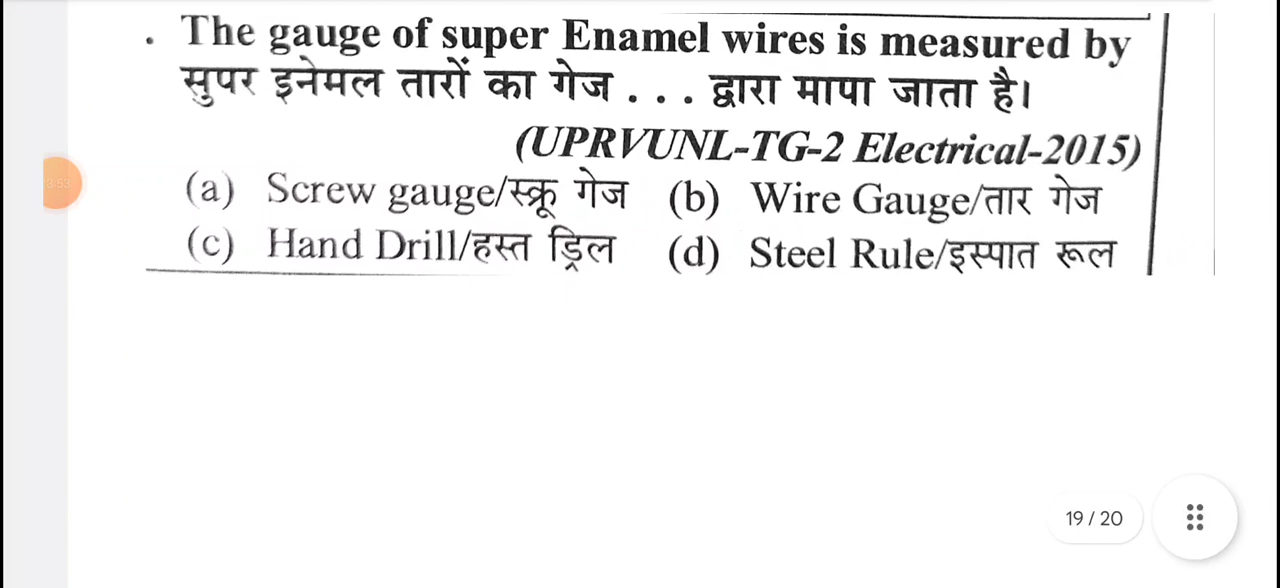 . The gauge of super Enamel wires is measured by
सुपर इनेमल तारों का गेज . . . द्वारा मापा जाता है।
(UPRVUNL-TG-2 Electrical-2015)
(a) Screw gauge/स्क्रू गेज (b) Wire Gauge/तार गेज
(c) Hand Drill/हस्त ड्रिल (d) Steel Rule/इस्पात रूल
19 / 20